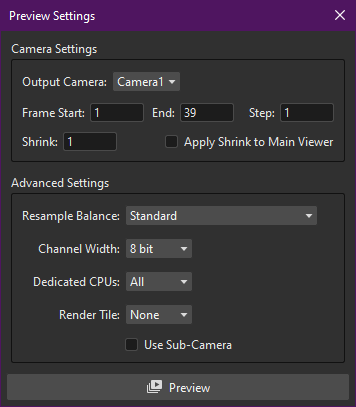 Preview Settings
Camera Settings
Output Camera: Camera1
Frame Start: 1 End: 39 Step: 1
Shrink: 1 Apply Shrink to Main Viewer
Advanced Settings
Resample Balance: Standard
Channel Width: 8 bit
Dedicated CPUs: All
Render Tile: None
Use Sub-Camera
Preview